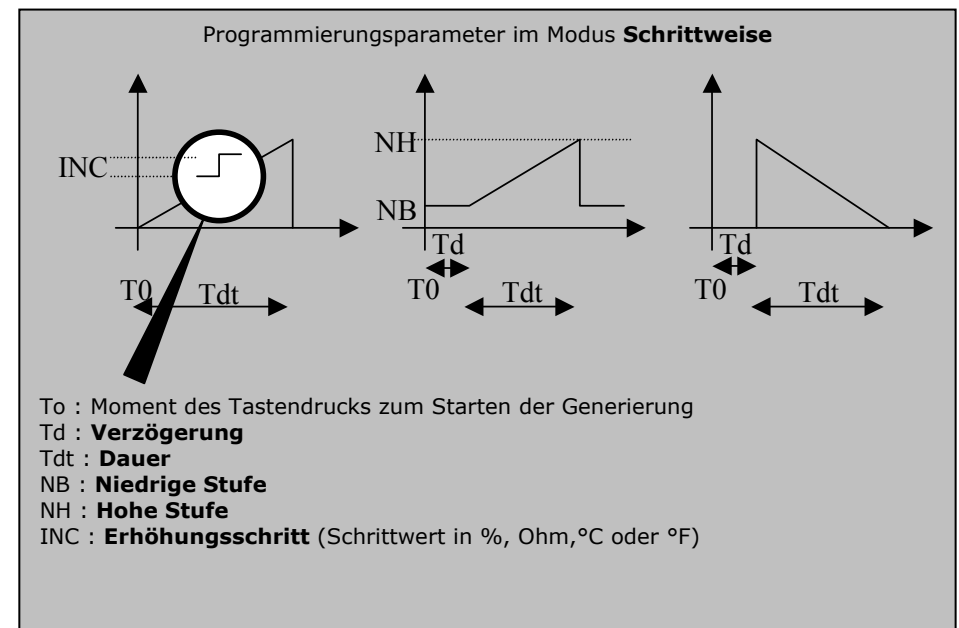 Programmierungsparameter im Modus Schrittweise
INC
T0
Tdt
NH
NB
Td
T0
Tdt
Td
T0
Tdt
To : Moment des Tastendrucks zum Starten der Generierung
Td : Verzögerung
Tdt : Dauer
NB : Niedrige Stufe
NH : Hohe Stufe
INC : Erhöhungsschritt (Schrittwert in %, Ohm,°C oder °F)